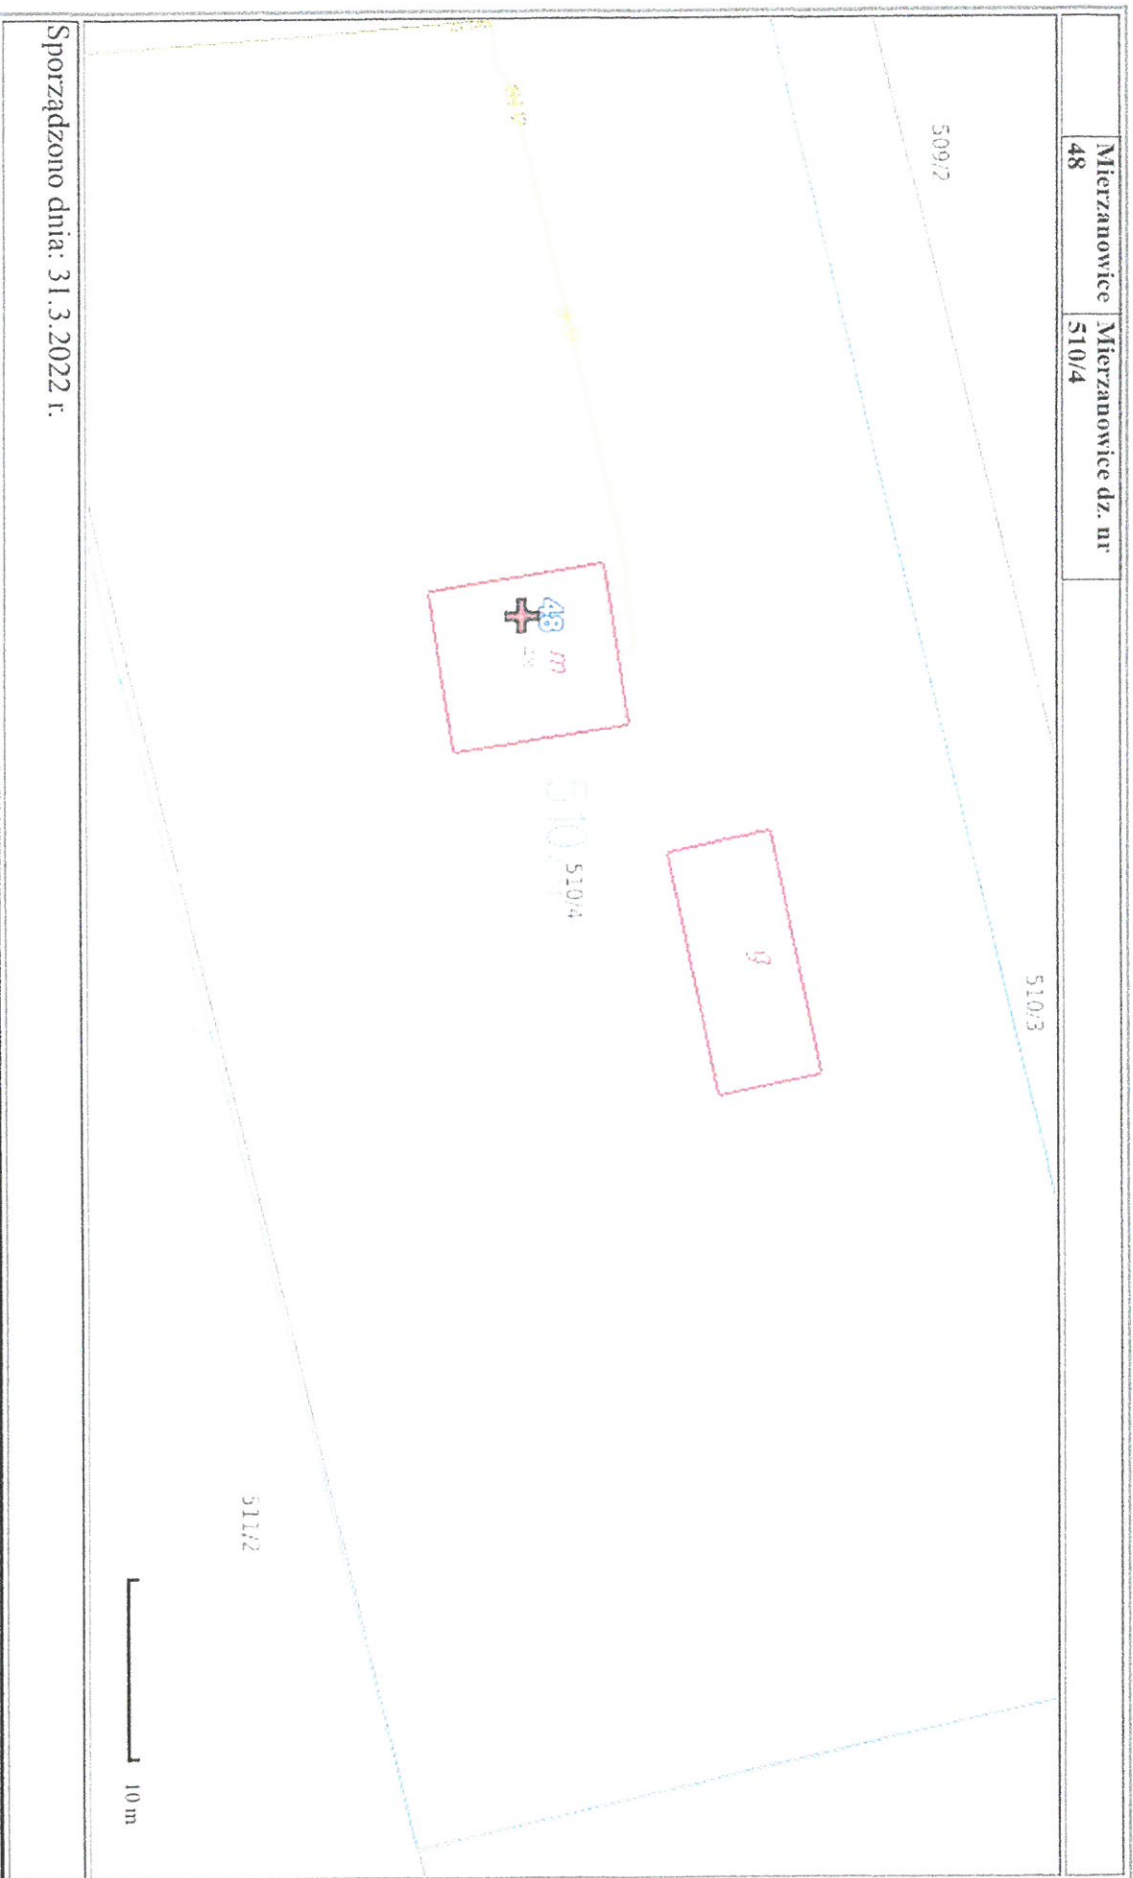 Mierzanowice
48
Mierzanowice dz. nr
510/4
509/2
510/3
48
m
g
510/4
511/2
10 m
Sporządzono dnia: 31.3.2022 r.